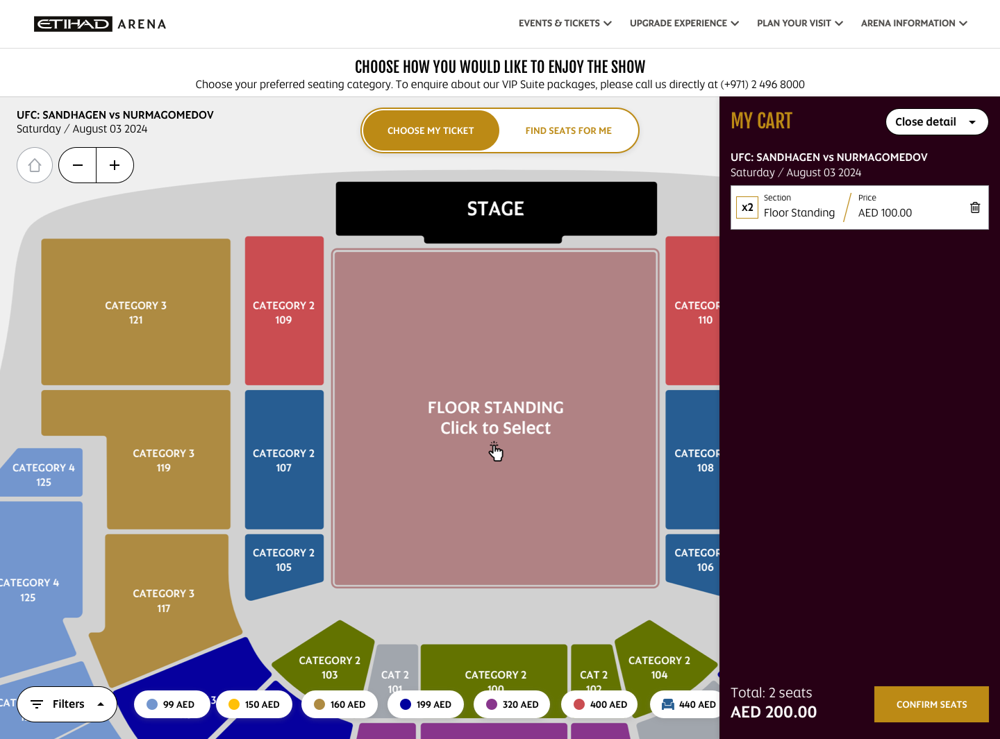 ETIHAD ARENA
EVENTS & TICKETS
UPGRADE EXPERIENCE
PLAN YOUR VISIT
ARENA INFORMATION
CHOOSE HOW YOU WOULD LIKE TO ENJOY THE SHOW
Choose your preferred seating category. To enquire about our VIP Suite packages, please call us directly at (+971) 2 496 8000
UFC: SANDHAGEN vs NURMAGOMEDOV
Saturday / August 03 2024
CHOOSE MY TICKET
FIND SEATS FOR ME
STAGE
CATEGORY 3
121
CATEGORY 2
109
CATEGOR
110
FLOOR STANDING
Click to Select
CATEGORY 4
125
CATEGORY 3
119
CATEGORY 2
107
CATEGOR
108
CATEGORY 2
105
CATEGOR
106
CATEGORY 4
125
CATEGORY 3
117
CATEGORY 2
103
CAT 2
101
CATEGORY 2
100
CAT 2
102
CATEGORY 2
104
CAT
3
Filters
99 AED
150 AED
160 AED
199 AED
320 AED
400 AED
440 AED
MY CART
Close detail
UFC: SANDHAGEN vs NURMAGOMEDOV
Saturday / August 03 2024
x2
Section
Floor Standing
Price
AED 100.00
Total: 2 seats
AED 200.00
CONFIRM SEATS